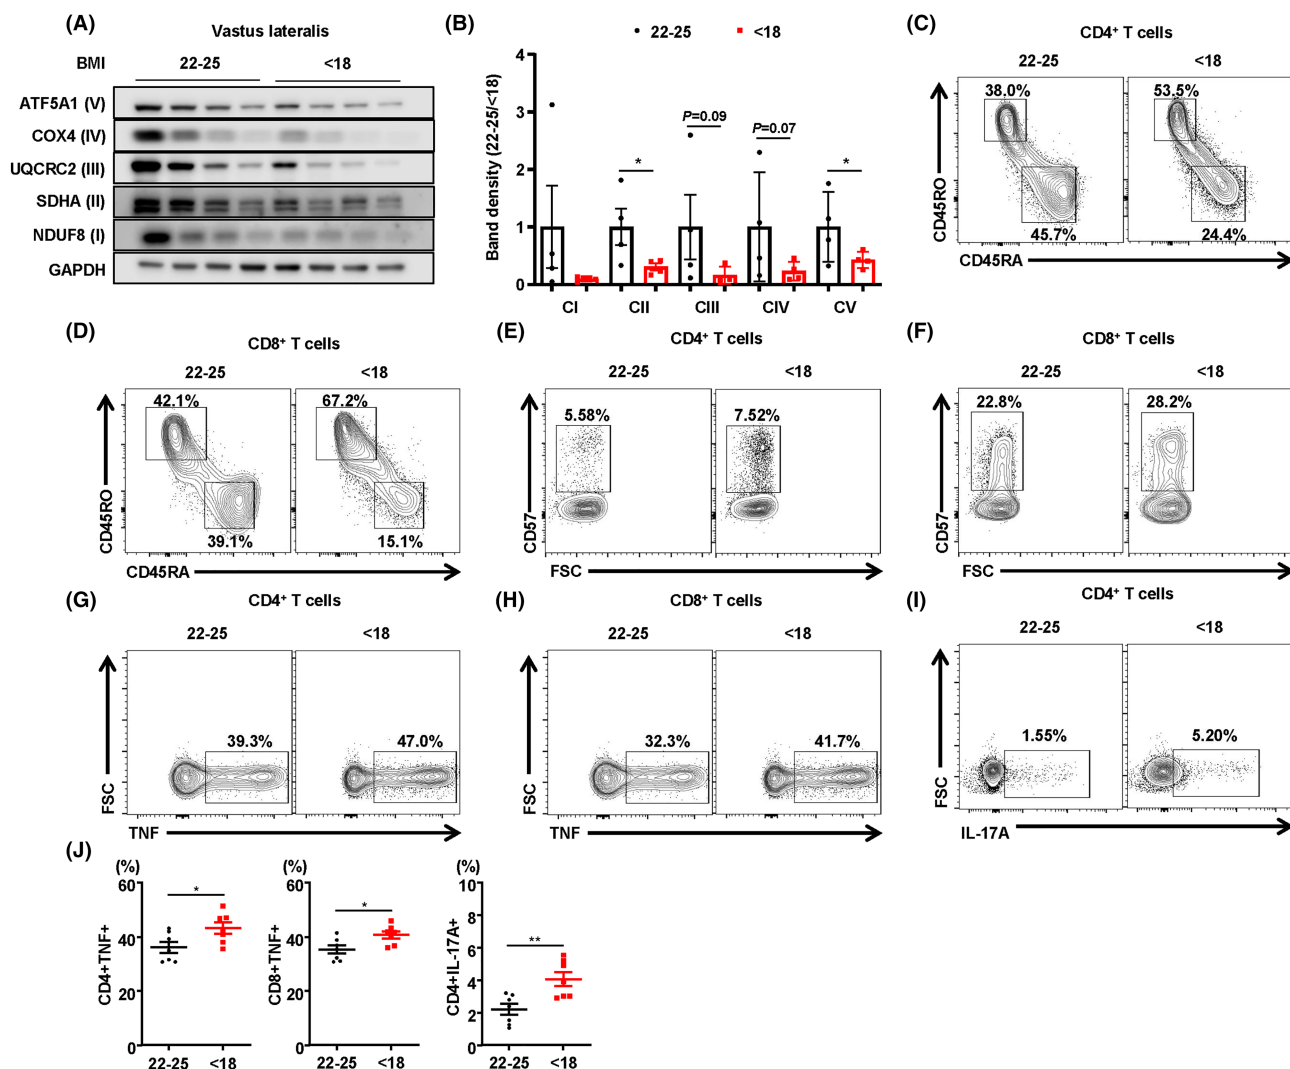 (A)
Vastus lateralis
BMI 22-25 <18
ATF5A1 (V)
COX4 (IV)
UQCRC2 (III)
SDHA (II)
NDUF8 (I)
GAPDH
(B)
22-25 <18
Band density (22-25/<18)
4
3
2
1
0
* P=0.09 P=0.07 *
CI CII CIII CIV CV
(C)
CD4+ T cells
22-25 <18
38.0% 53.5%
45.7% 24.4%
CD45RO
CD45RA
(D)
CD8+ T cells
22-25 <18
42.1% 67.2%
39.1% 15.1%
CD45RO
CD45RA
(E)
CD4+ T cells
22-25 <18
5.58% 7.52%
CD57
FSC
(F)
CD8+ T cells
22-25 <18
22.8% 28.2%
CD57
FSC
(G)
CD4+ T cells
22-25 <18
39.3% 47.0%
FSC
TNF
(H)
CD8+ T cells
22-25 <18
32.3% 41.7%
FSC
TNF
(I)
CD4+ T cells
22-25 <18
1.55% 5.20%
FSC
IL-17A
(J)
(%)
60
40
20
0
CD4+TNF+
*
22-25 <18
(%)
60
40
20
0
CD8+TNF+
*
22-25 <18
(%)
10
8
6
4
2
0
CD4+IL-17A+
**
22-25 <18